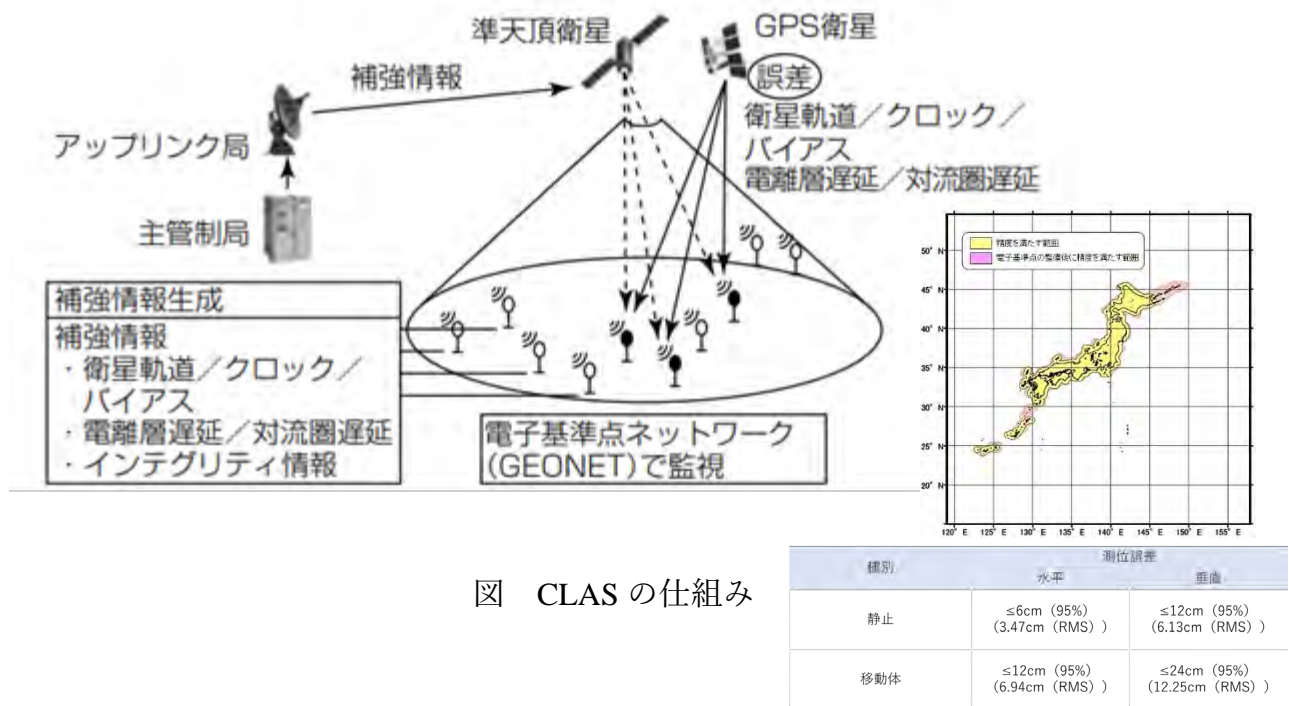 準天頂衛星
GPS衛星
補強情報
誤差
衛星軌道/クロック/
バイアス
電離層遅延/対流圏遅延
アップリンク局
主管制局
補強情報生成
補強情報
・衛星軌道/クロック/
バイアス
・電離層遅延/対流圏遅延
・インテグリティ情報
電子基準点ネットワーク
(GEONET)で監視
精度を満たす範囲
電子基準点の整備後に精度を満たす範囲
50° N
45° N
40° N
35° N
30° N
25° N
20° N
120° E 125° E 130° E 135° E 140° E 145° E 150° E 155° E
図 CLAS の仕組み
種別
測位誤差
水平 垂直
静止
≤6cm(95%) ≤12cm(95%)
(3.47cm(RMS)) (6.13cm(RMS))
移動体
≤12cm(95%) ≤24cm(95%)
(6.94cm(RMS)) (12.25cm(RMS))